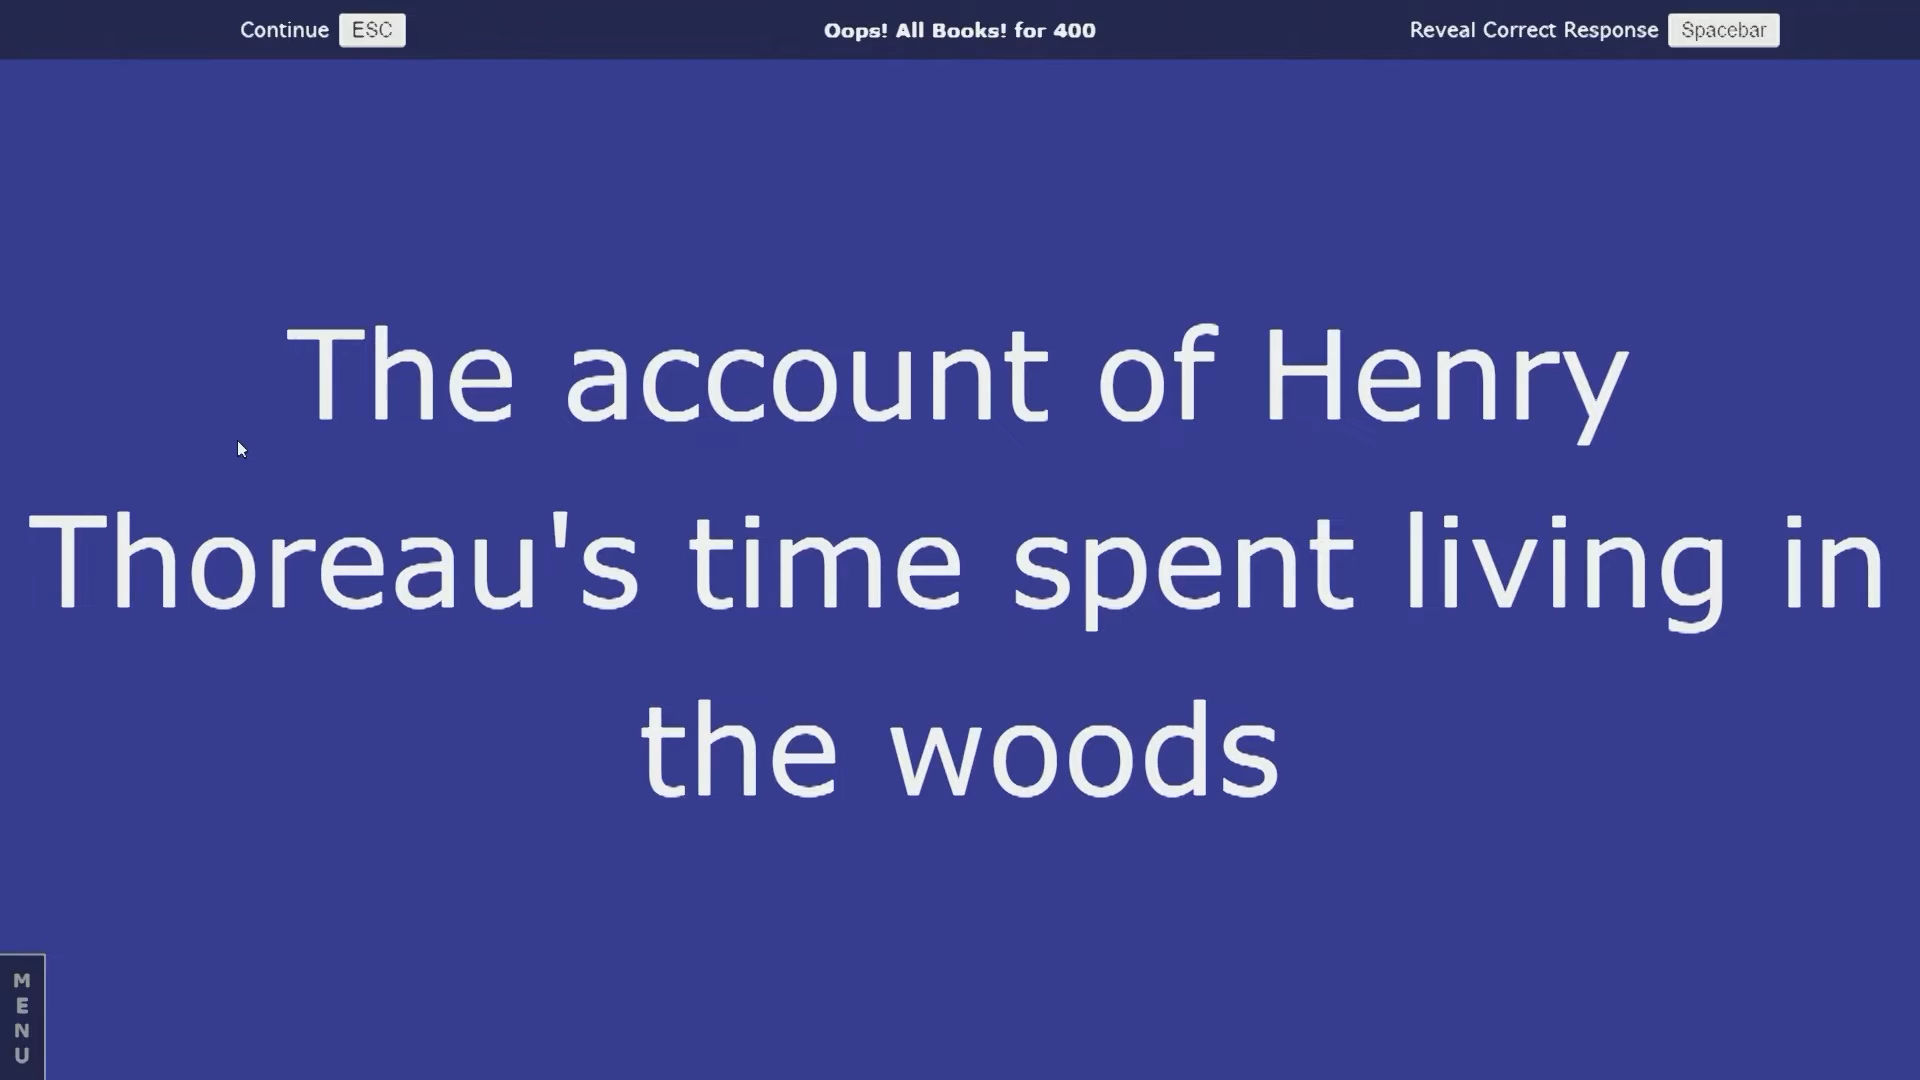 Continue ESC
Oops! All Books! for 400
Reveal Correct Response Spacebar
The account of Henry
Thoreau's time spent living in
the woods
MENU